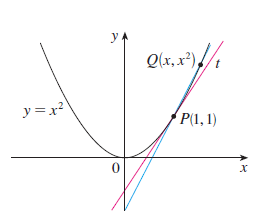 y
Q(x, x²)
t
y = x²
P(1, 1)
0
x